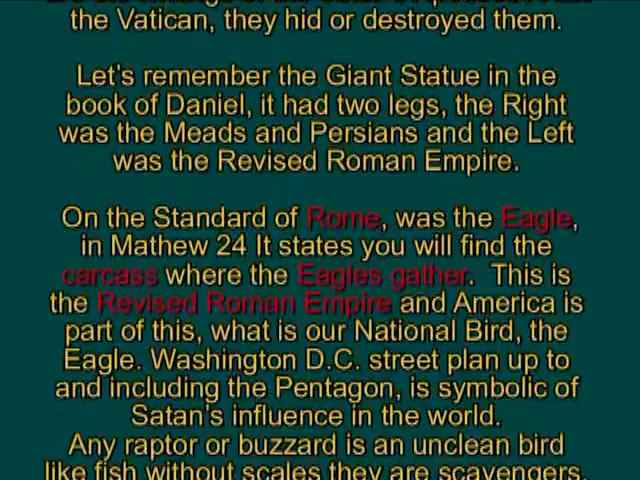 the Vatican, they hid or destroyed them.
Let's remember the Giant Statue in the
book of Daniel, it had two legs, the Right
was the Meads and Persians and the Left
was the Revised Roman Empire.
On the Standard of Rome, was the Eagle,
in Mathew 24 It states you will find the
carcass where the Eagles gather. This is
the Revised Roman Empire and America is
part of this, what is our National Bird, the
Eagle. Washington D.C. street plan up to
and including the Pentagon, is symbolic of
Satan's influence in the world.
Any raptor or buzzard is an unclean bird
like fish without scales they are scavengers.